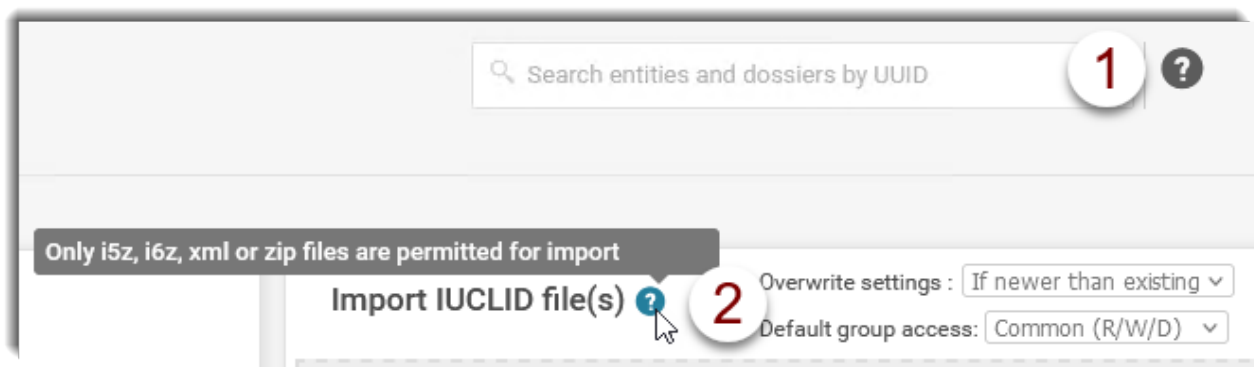 Search entities and dossiers by UUID
1
?
Only i5z, i6z, xml or zip files are permitted for import
Import IUCLID file(s) ?
2
Overwrite settings : If newer than existing
Default group access: Common (R/W/D)